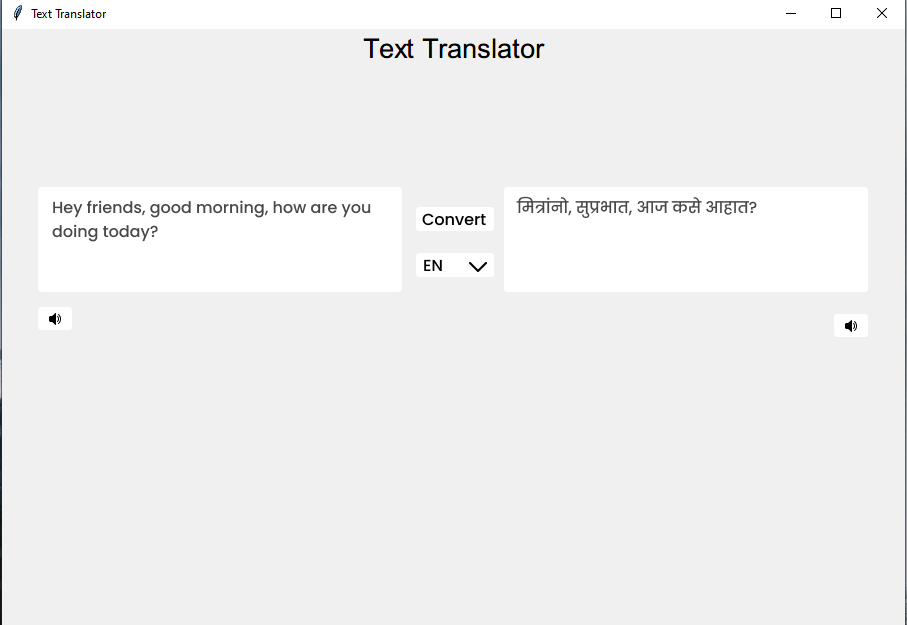 Text Translator
Text Translator
Hey friends, good morning, how are you
doing today?
Convert
EN
मित्रांनो, सुप्रभात, आज कसे आहात?